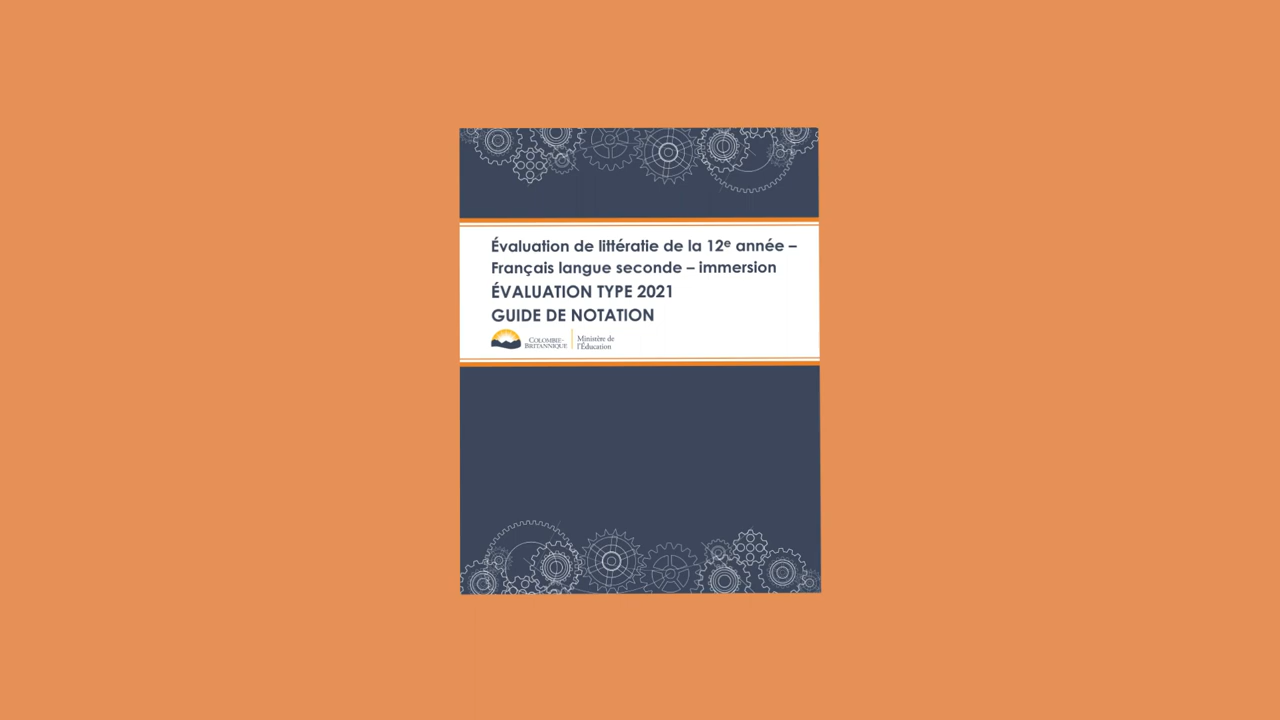 Évaluation de littératie de la 12e année –
Français langue seconde – immersion
ÉVALUATION TYPE 2021
GUIDE DE NOTATION
COLOMBIE-
BRITANNIQUE
Ministère de
l'Éducation